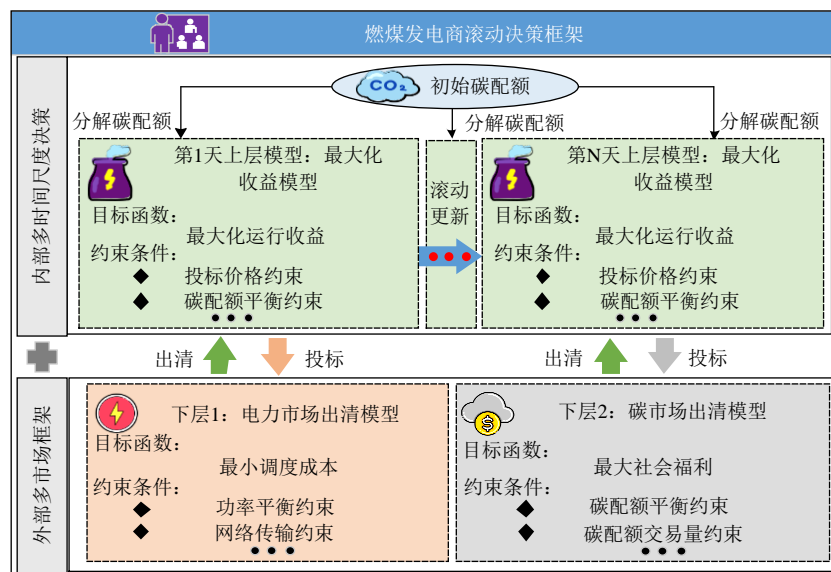 燃煤发电商滚动决策框架
内部多时间尺度决策
CO₂ 初始碳配额
分解碳配额
分解碳配额
分解碳配额
第1天上层模型：最大化
收益模型
目标函数：
最大化运行收益
约束条件：
◆ 投标价格约束
◆ 碳配额平衡约束
● ● ●
滚动
更新
● ● ●
第N天上层模型：最大化
收益模型
目标函数：
最大化运行收益
约束条件：
◆ 投标价格约束
◆ 碳配额平衡约束
● ● ●
出清
投标
出清
投标
外部多市场框架
下层1：电力市场出清模型
目标函数：
最小调度成本
约束条件：
◆ 功率平衡约束
◆ 网络传输约束
● ● ●
$
下层2：碳市场出清模型
目标函数：
最大社会福利
约束条件：
◆ 碳配额平衡约束
◆ 碳配额交易量约束
● ● ●